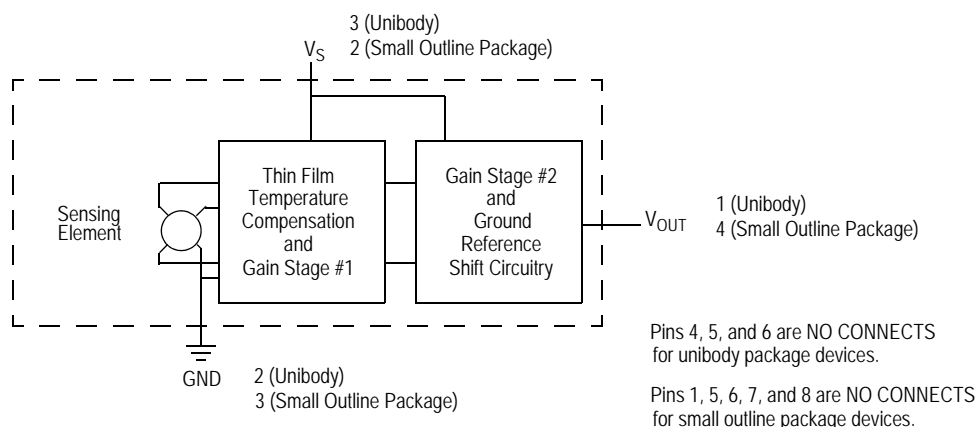 3 (Unibody)
2 (Small Outline Package)
VS
Sensing
Element
Thin Film
Temperature
Compensation
and
Gain Stage #1
Gain Stage #2
and
Ground
Reference
Shift Circuitry
VOUT
1 (Unibody)
4 (Small Outline Package)
GND
2 (Unibody)
3 (Small Outline Package)
Pins 4, 5, and 6 are NO CONNECTS
for unibody package devices.
Pins 1, 5, 6, 7, and 8 are NO CONNECTS
for small outline package devices.